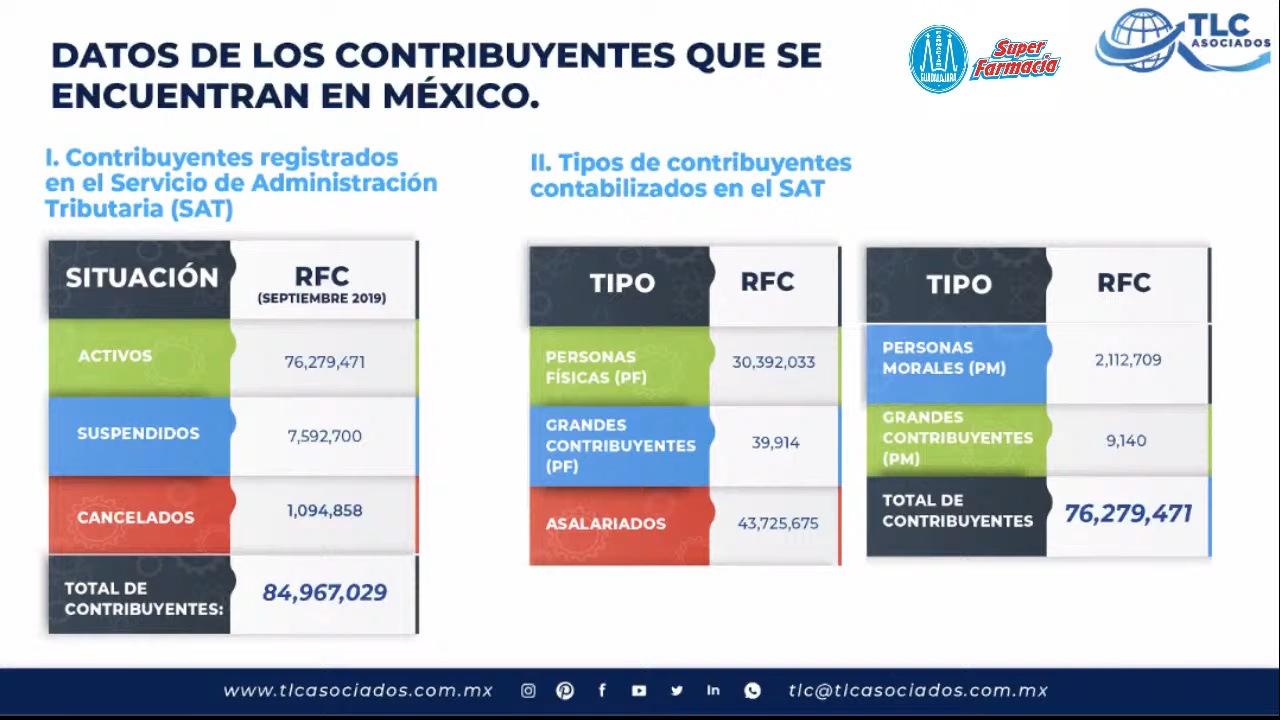 DATOS DE LOS CONTRIBUYENTES QUE SE
ENCUENTRAN EN MÉXICO.
GUADALAJARA
Super
Farmacia
TLC
ASOCIADOS
I. Contribuyentes registrados
en el Servicio de Administración
Tributaria (SAT)
SITUACIÓN
RFC
(SEPTIEMBRE 2019)
ACTIVOS
76,279,471
SUSPENDIDOS
7,592,700
CANCELADOS
1,094,858
TOTAL DE
CONTRIBUYENTES:
84,967,029
II. Tipos de contribuyentes
contabilizados en el SAT
TIPO
RFC
PERSONAS
FÍSICAS (PF)
30,392,033
GRANDES
CONTRIBUYENTES
(PF)
39,914
ASALARIADOS
43,725,675
TIPO
RFC
PERSONAS
MORALES (PM)
2,112,709
GRANDES
CONTRIBUYENTES
(PM)
9,140
TOTAL DE
CONTRIBUYENTES
76,279,471
www.tlcasociados.com.mx
tlc@tlcasociados.com.mx